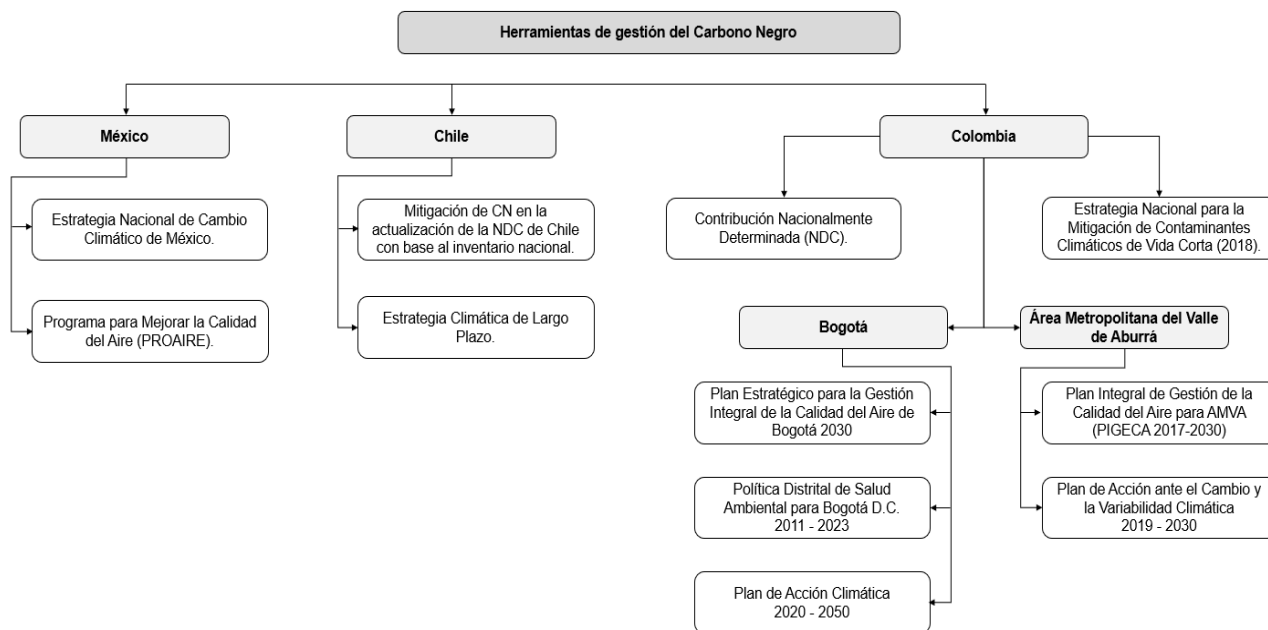 Herramientas de gestión del Carbono Negro
México
Chile
Colombia
Estrategia Nacional de Cambio
Climático de México.
Programa para Mejorar la Calidad
del Aire (PROAIRE).
Mitigación de CN en la
actualización de la NDC de Chile
con base al inventario nacional.
Estrategia Climática de Largo
Plazo.
Contribución Nacionalmente
Determinada (NDC).
Estrategia Nacional para la
Mitigación de Contaminantes
Climáticos de Vida Corta (2018).
Bogotá
Plan Estratégico para la Gestión
Integral de la Calidad del Aire de
Bogotá 2030
Política Distrital de Salud
Ambiental para Bogotá D.C.
2011 - 2023
Plan de Acción Climática
2020 - 2050
Área Metropolitana del Valle
de Aburrá
Plan Integral de Gestión de la
Calidad del Aire para AMVA
(PIGECA 2017-2030)
Plan de Acción ante el Cambio y
la Variabilidad Climática
2019 - 2030